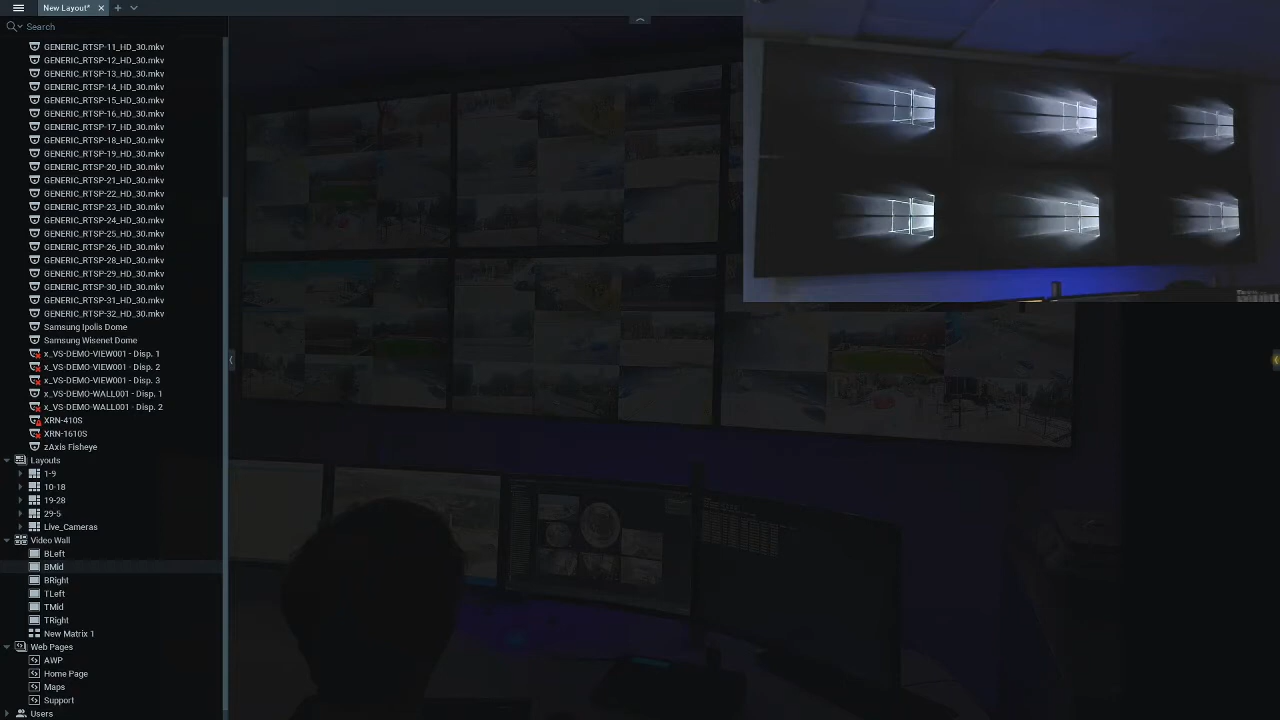 New Layout*
Search
GENERIC_RTSP-11_HD_30.mkv
GENERIC_RTSP-12_HD_30.mkv
GENERIC_RTSP-13_HD_30.mkv
GENERIC_RTSP-14_HD_30.mkv
GENERIC_RTSP-15_HD_30.mkv
GENERIC_RTSP-16_HD_30.mkv
GENERIC_RTSP-17_HD_30.mkv
GENERIC_RTSP-18_HD_30.mkv
GENERIC_RTSP-19_HD_30.mkv
GENERIC_RTSP-20_HD_30.mkv
GENERIC_RTSP-21_HD_30.mkv
GENERIC_RTSP-22_HD_30.mkv
GENERIC_RTSP-23_HD_30.mkv
GENERIC_RTSP-24_HD_30.mkv
GENERIC_RTSP-25_HD_30.mkv
GENERIC_RTSP-26_HD_30.mkv
GENERIC_RTSP-28_HD_30.mkv
GENERIC_RTSP-29_HD_30.mkv
GENERIC_RTSP-30_HD_30.mkv
GENERIC_RTSP-31_HD_30.mkv
GENERIC_RTSP-32_HD_30.mkv
Samsung Ipolis Dome
Samsung Wisenet Dome
x_VS-DEMO-VIEW001 - Disp. 1
x_VS-DEMO-VIEW001 - Disp. 2
x_VS-DEMO-VIEW001 - Disp. 3
x_VS-DEMO-WALL001 - Disp. 1
x_VS-DEMO-WALL001 - Disp. 2
XRN-410S
XRN-1610S
zAxis Fisheye
Layouts
1-9
10-18
19-28
29-5
Live_Cameras
Video Wall
BLeft
BMid
BRight
TLeft
TMid
TRight
New Matrix 1
Web Pages
AWP
Home Page
Maps
Support
Users